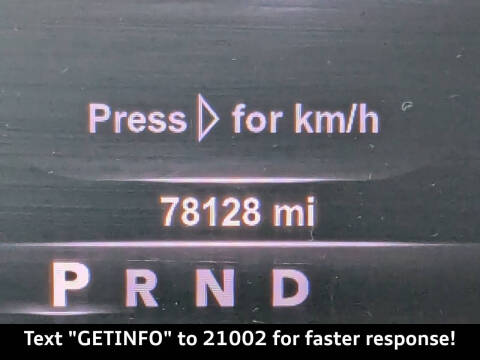 Press ▷ for km/h
78128 mi
P R N D
Text "GETINFO" to 21002 for faster response!